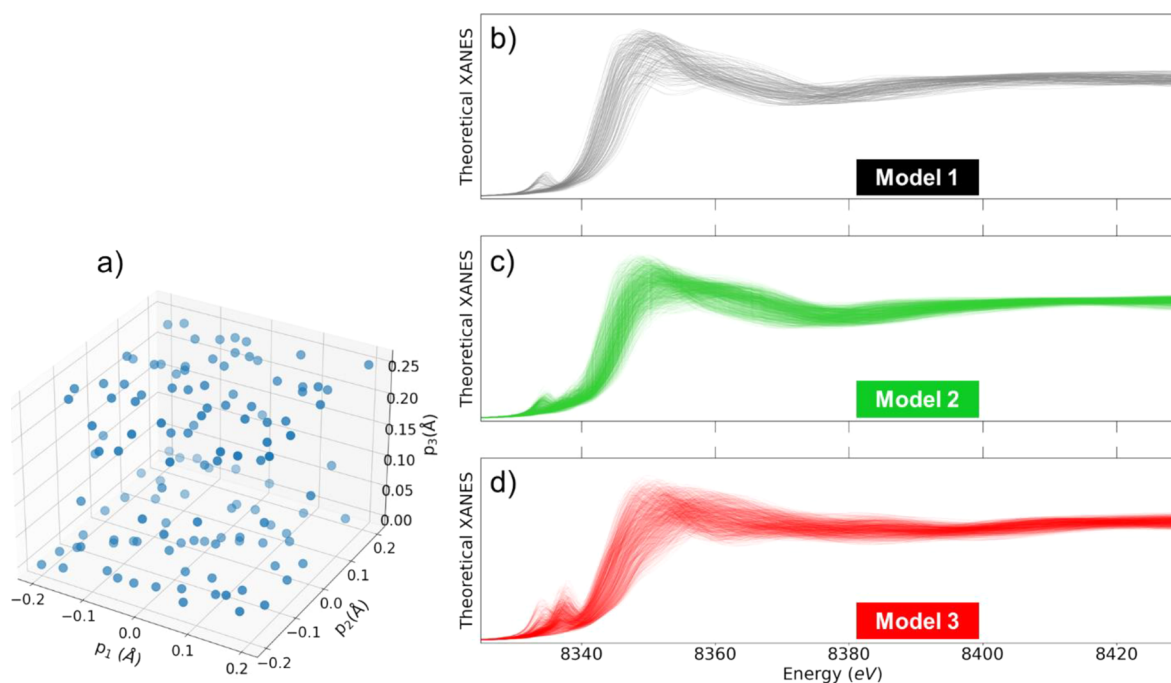 b)
Theoretical XANES
Model 1
c)
Theoretical XANES
Model 2
a)
0.25
0.20
0.15
0.10
0.05
0.00
p3(Å)
0.2
0.1
0.0
−0.1
−0.2
p2(Å)
−0.2
−0.1
0.0
0.1
0.2
p1 (Å)
d)
Theoretical XANES
Model 3
8340
8360
8380
8400
8420
Energy (eV)